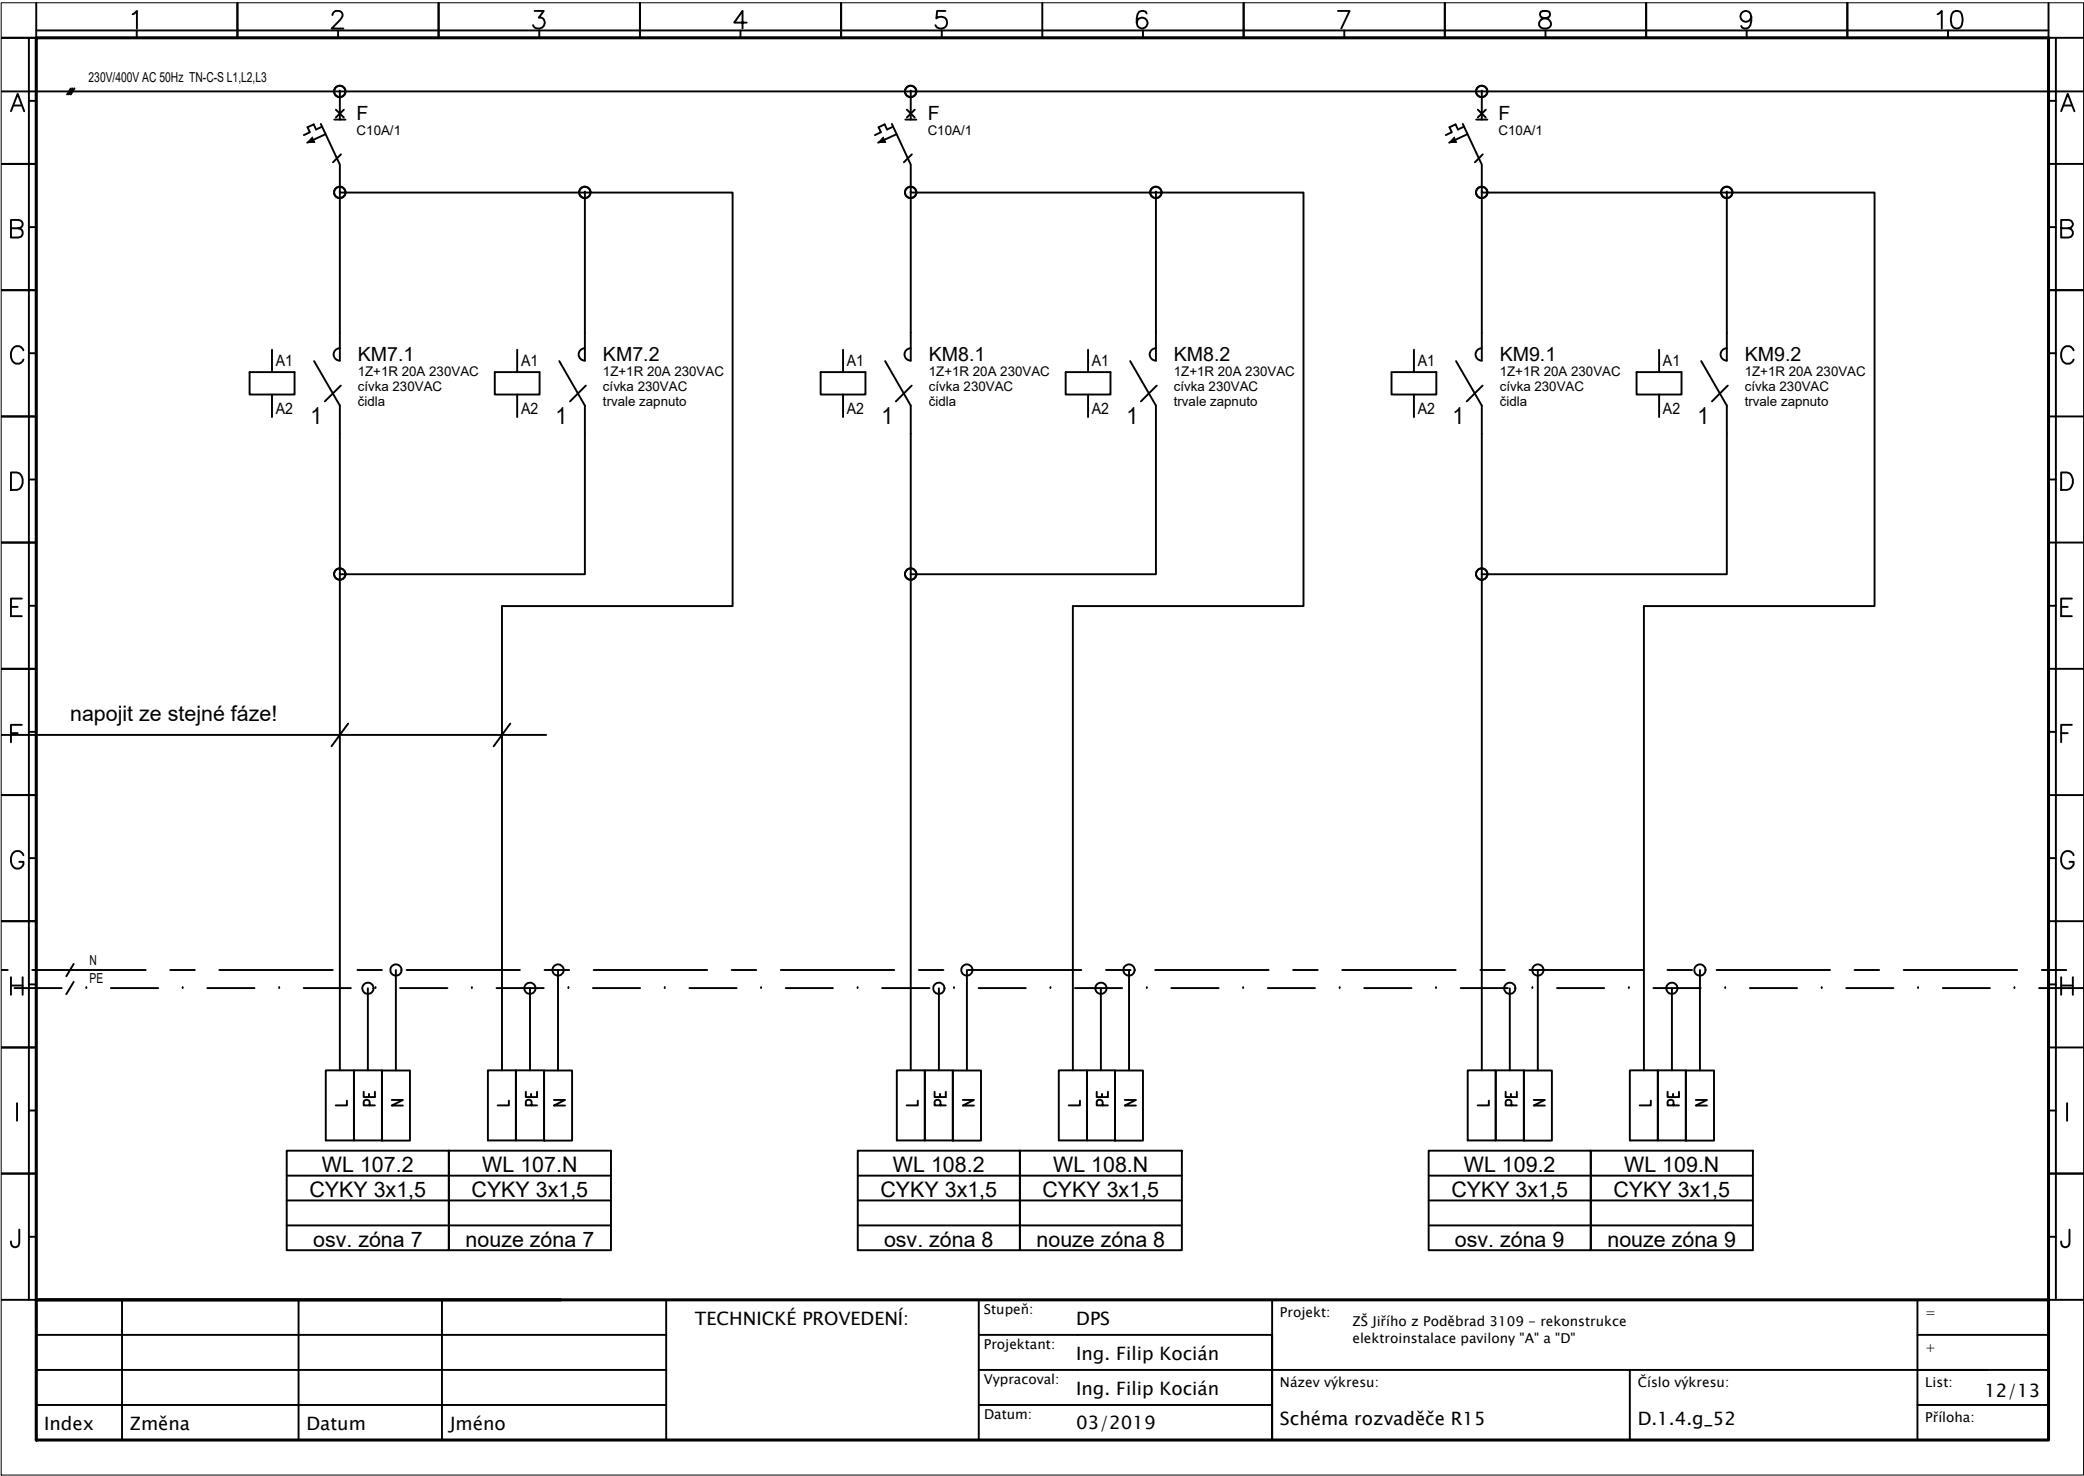 1 2 3 4 5 6 7 8 9 10
230V/400V AC 50Hz TN-C-S L1,L2,L3
A A
F F F
C10A/1 C10A/1 C10A/1
B B
C C
A1 KM7.1 A1 KM7.2 A1 KM8.1 A1 KM8.2 A1 KM9.1 A1 KM9.2
1Z+1R 20A 230VAC 1Z+1R 20A 230VAC 1Z+1R 20A 230VAC 1Z+1R 20A 230VAC 1Z+1R 20A 230VAC 1Z+1R 20A 230VAC
cívka 230VAC cívka 230VAC cívka 230VAC cívka 230VAC cívka 230VAC cívka 230VAC
A2 1 čidla A2 1 trvale zapnuto A2 1 čidla A2 1 trvale zapnuto A2 1 čidla A2 1 trvale zapnuto
D D
E E
napojit ze stejné fáze!
F F
G G
N
PE
H H
L PE N L PE N L PE N L PE N L PE N L PE N
I I
WL 107.2 WL 107.N WL 108.2 WL 108.N WL 109.2 WL 109.N
CYKY 3x1,5 CYKY 3x1,5 CYKY 3x1,5 CYKY 3x1,5 CYKY 3x1,5 CYKY 3x1,5
J osv. zóna 7 nouze zóna 7 osv. zóna 8 nouze zóna 8 osv. zóna 9 nouze zóna 9 J
TECHNICKÉ PROVEDENÍ:
Stupeň: DPS
Projektant: Ing. Filip Kocián
Vypracoval: Ing. Filip Kocián
Datum: 03/2019
Projekt: ZŠ Jiřího z Poděbrad 3109 – rekonstrukce
elektroinstalace pavilony "A" a "D"
=
+
Název výkresu:
Schéma rozvaděče R15
Číslo výkresu:
D.1.4.g_52
List: 12/13
Příloha:
Index Změna Datum Jméno